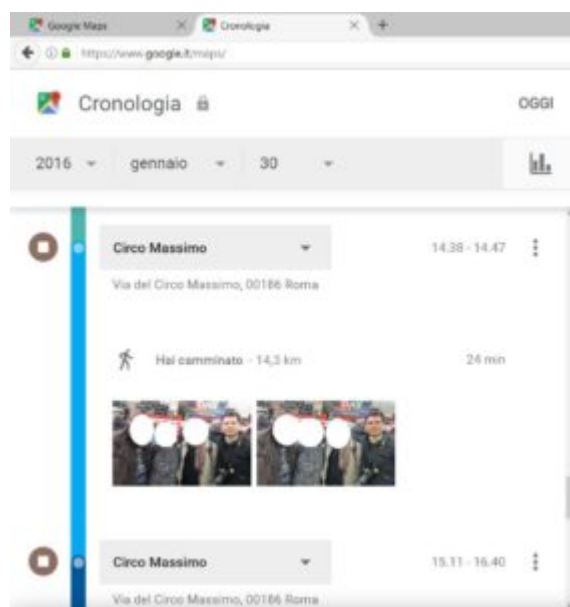 Google Maps
Cronologia
https://www.google.it/maps/
Cronologia
OGGI
2016
gennaio
30
Circo Massimo
14.38 - 14.47
Via del Circo Massimo, 00186 Roma
Hai camminato - 14,3 km
24 min
Circo Massimo
15.11 - 16.40
Via del Circo Massimo, 00186 Roma